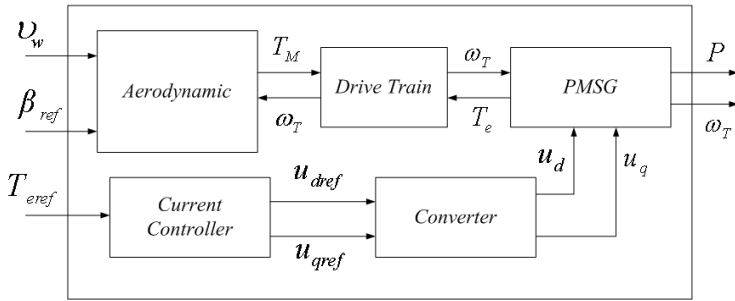 υ_w
β_ref
T_eref
Aerodynamic
T_M
ω_T
Drive Train
ω_T
T_e
PMSG
P
ω_T
u_d
u_q
Current
Controller
u_dref
u_qref
Converter